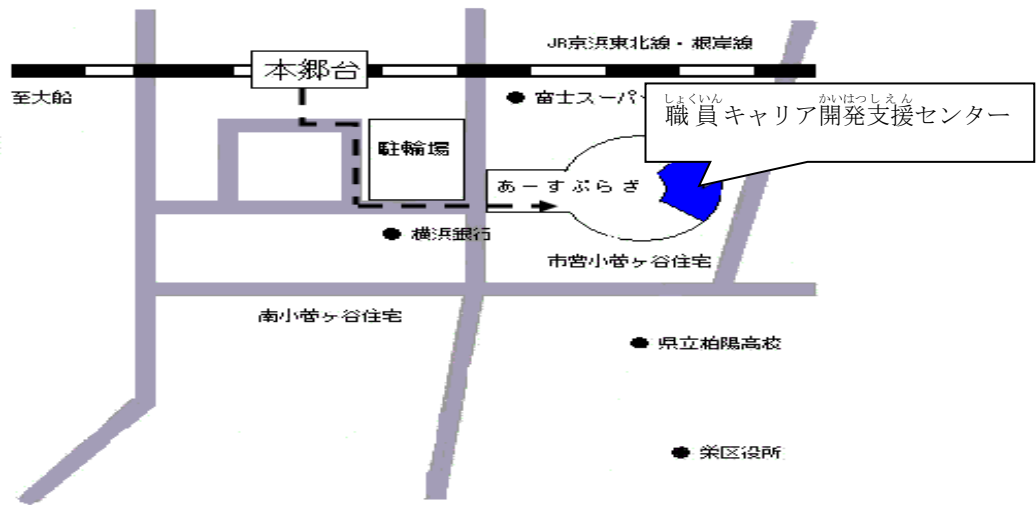 JR京浜東北線・根岸線
本郷台
至大船
富士スーパー
しょくいん かいはつしえん
職員キャリア開発支援センター
駐輪場
あーすぷらざ
横浜銀行
市営小菅ヶ谷住宅
南小菅ヶ谷住宅
県立柏陽高校
栄区役所